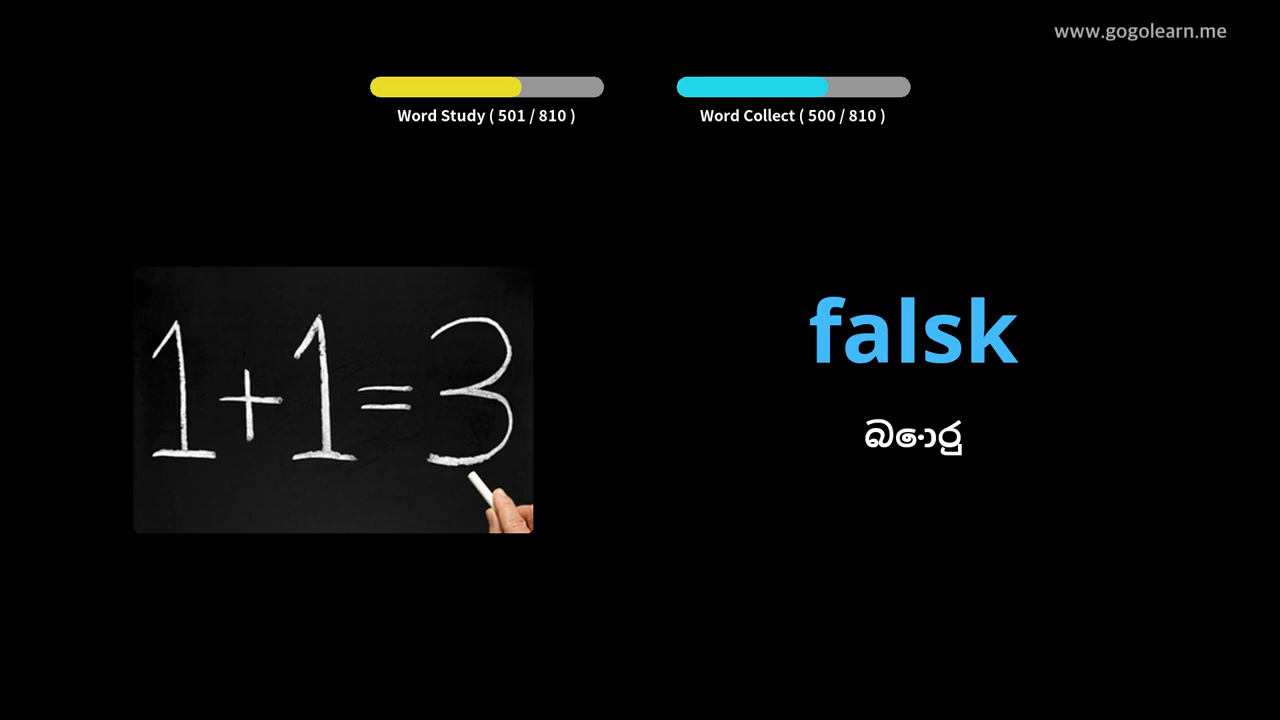 www.gogolearn.me
Word Study ( 501 / 810 )
Word Collect ( 500 / 810 )
1+1=3
falsk
බොරු